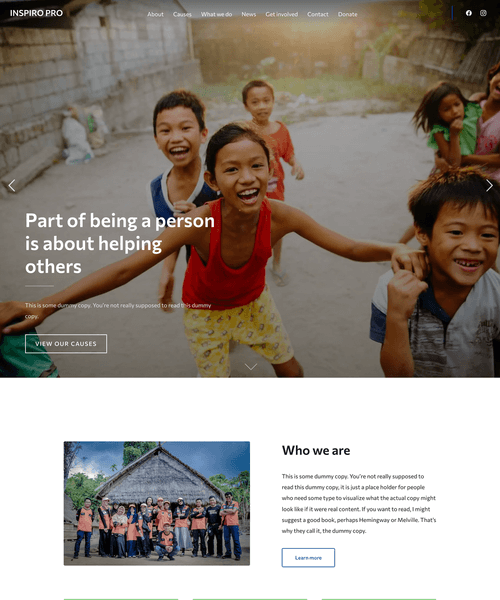 INSPIRO PRO
About Causes What we do News Get involved Contact Donate
Part of being a person
is about helping
others
This is some dummy copy. You're not really supposed to read this dummy
copy.
VIEW OUR CAUSES
Who we are
This is some dummy copy. You're not really supposed to
read this dummy copy, it is just a place holder for people
who need some type to visualize what the actual copy might
look like if it were real content. If you want to read, I might
suggest a good book, perhaps Hemingway or Melville. That's
why they call it, the dummy copy.
Learn more